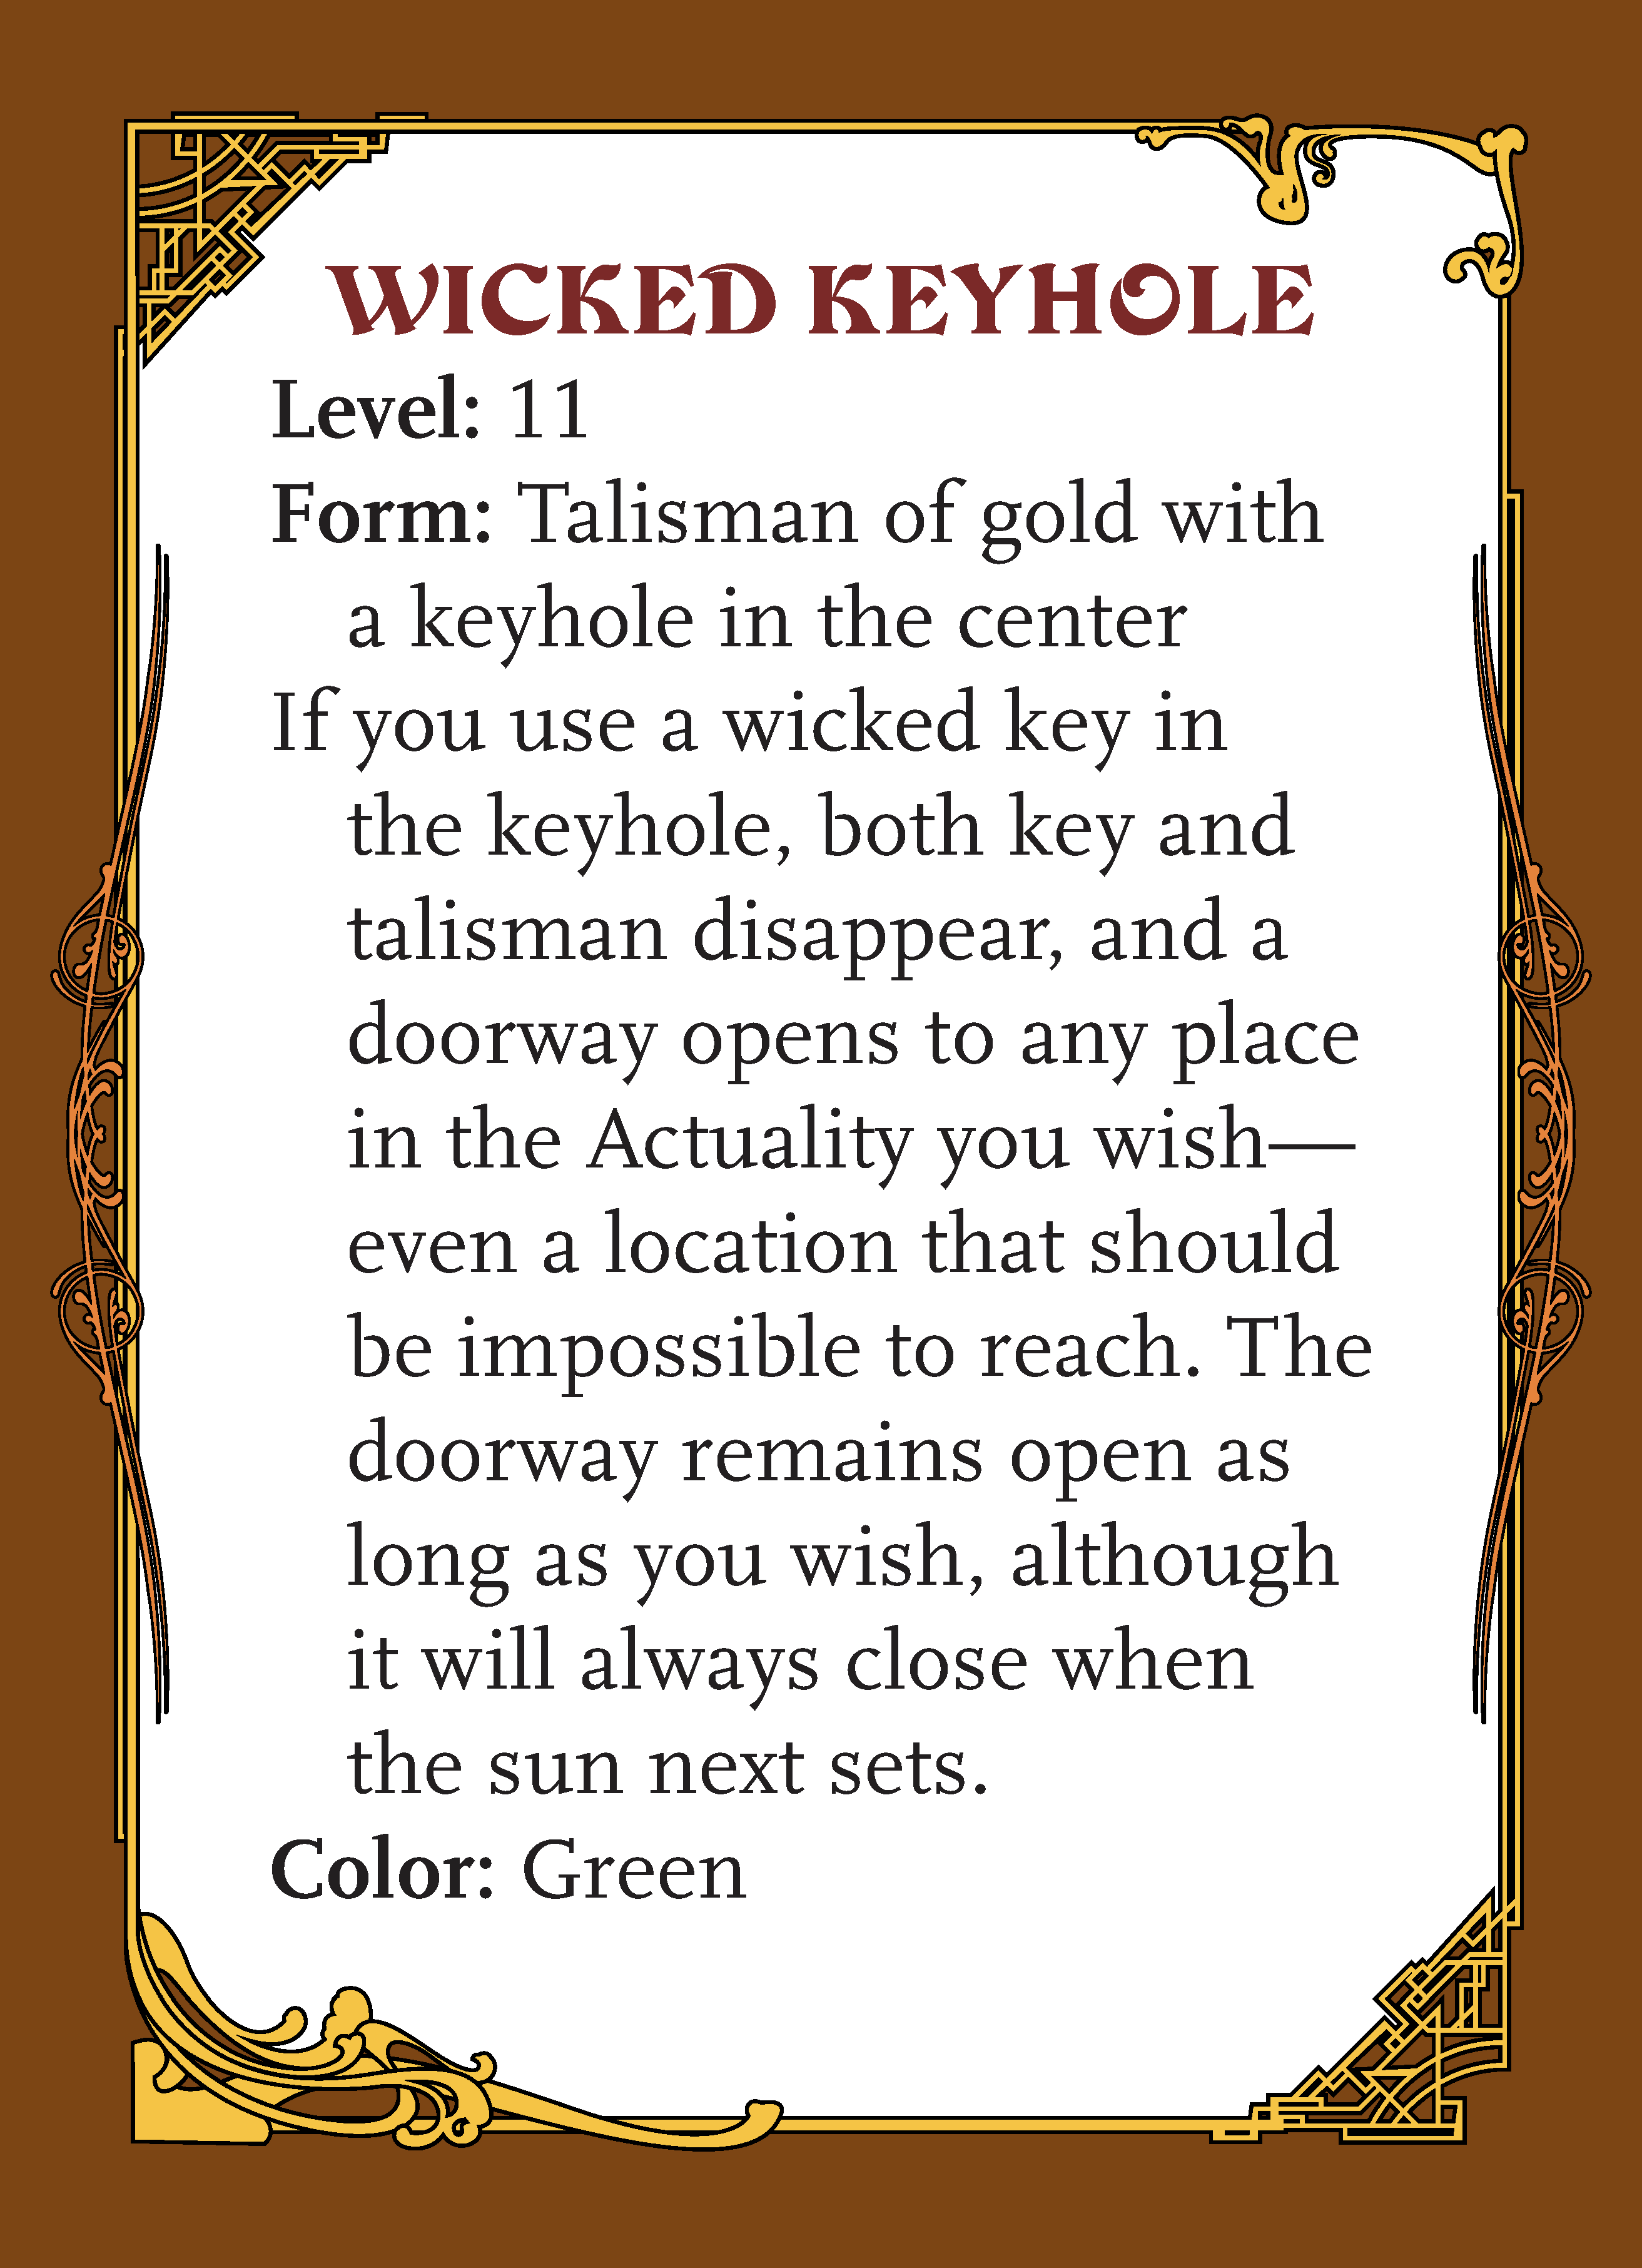 WICKED KEYHOLE
Level: 11
Form: Talisman of gold with
a keyhole in the center
If you use a wicked key in
the keyhole, both key and
talisman disappear, and a
doorway opens to any place
in the Actuality you wish—
even a location that should
be impossible to reach. The
doorway remains open as
long as you wish, although
it will always close when
the sun next sets.
Color: Green